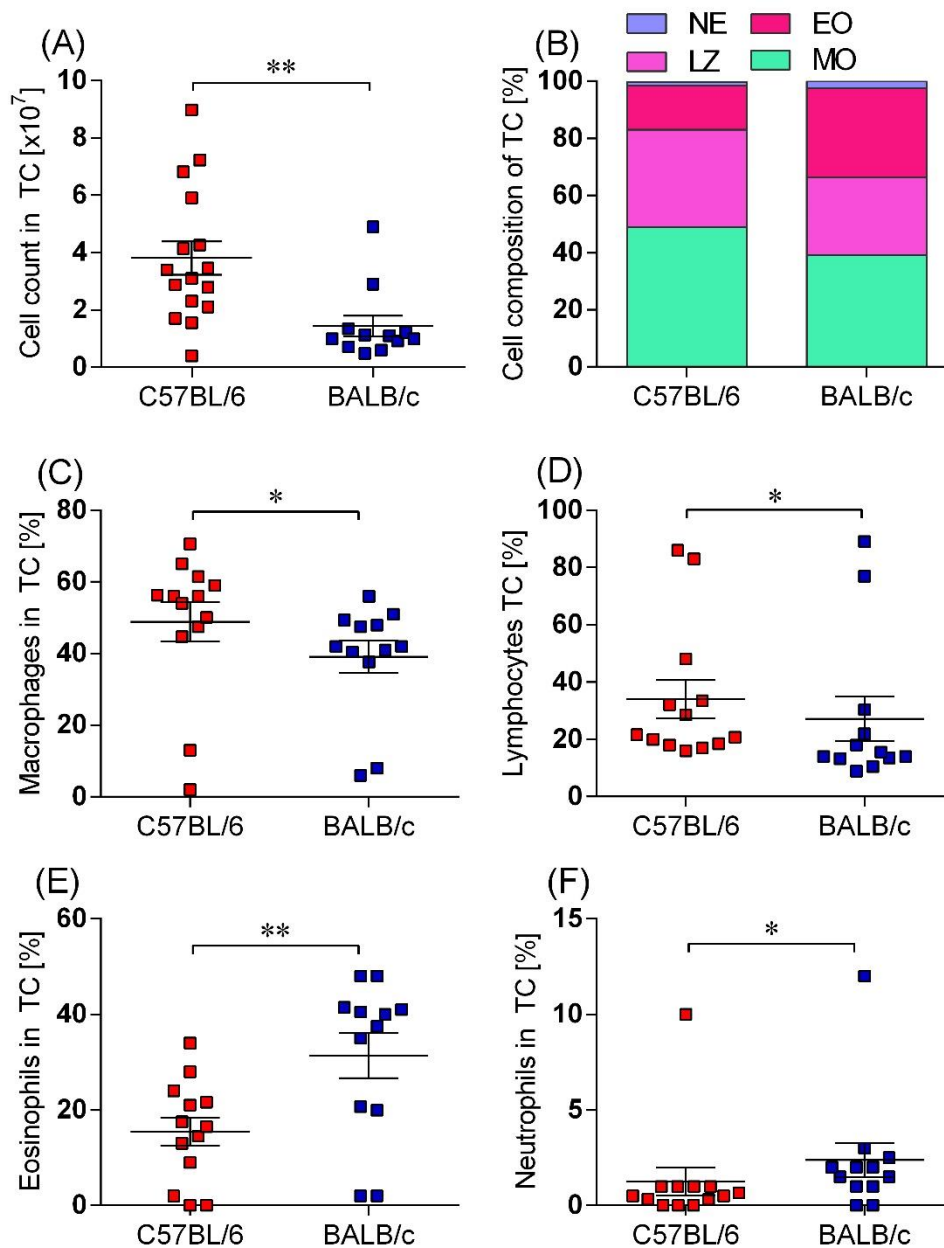 (A)
**
Cell count in TC [x10⁷]
10
8
6
4
2
0
C57BL/6
BALB/c
(B)
NE
EO
LZ
MO
Cell composition of TC [%]
100
80
60
40
20
0
C57BL/6
BALB/c
(C)
*
Macrophages in TC [%]
80
60
40
20
0
C57BL/6
BALB/c
(D)
*
Lymphocytes TC [%]
100
80
60
40
20
0
C57BL/6
BALB/c
(E)
**
Eosinophils in TC [%]
60
40
20
0
C57BL/6
BALB/c
(F)
*
Neutrophils in TC [%]
15
10
5
0
C57BL/6
BALB/c